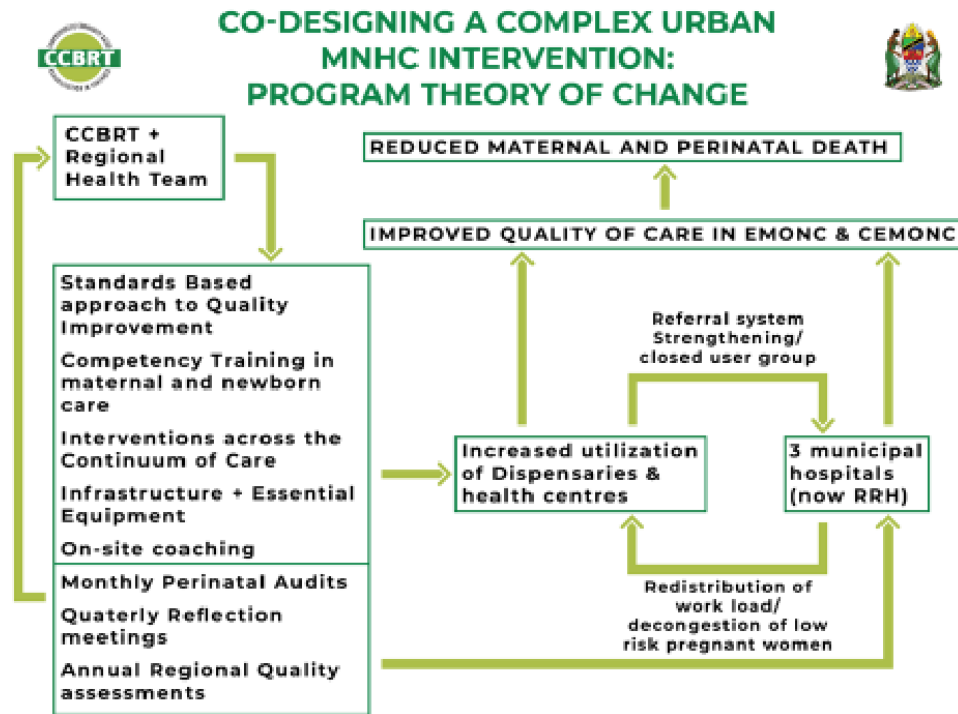 CO-DESIGNING A COMPLEX URBAN
MNHC INTERVENTION:
PROGRAM THEORY OF CHANGE
CCBRT
CCBRT +
Regional
Health Team
REDUCED MATERNAL AND PERINATAL DEATH
IMPROVED QUALITY OF CARE IN EMONC & CEMONC
Standards Based
approach to Quality
Improvement
Competency Training in
maternal and newborn
care
Interventions across the
Continuum of Care
Infrastructure + Essential
Equipment
On-site coaching
Monthly Perinatal Audits
Quaterly Reflection
meetings
Annual Regional Quality
assessments
Referral system
Strengthening/
closed user group
Increased utilization
of Dispensaries &
health centres
3 municipal
hospitals
(now RRH)
Redistribution of
work load/
decongestion of low
risk pregnant women